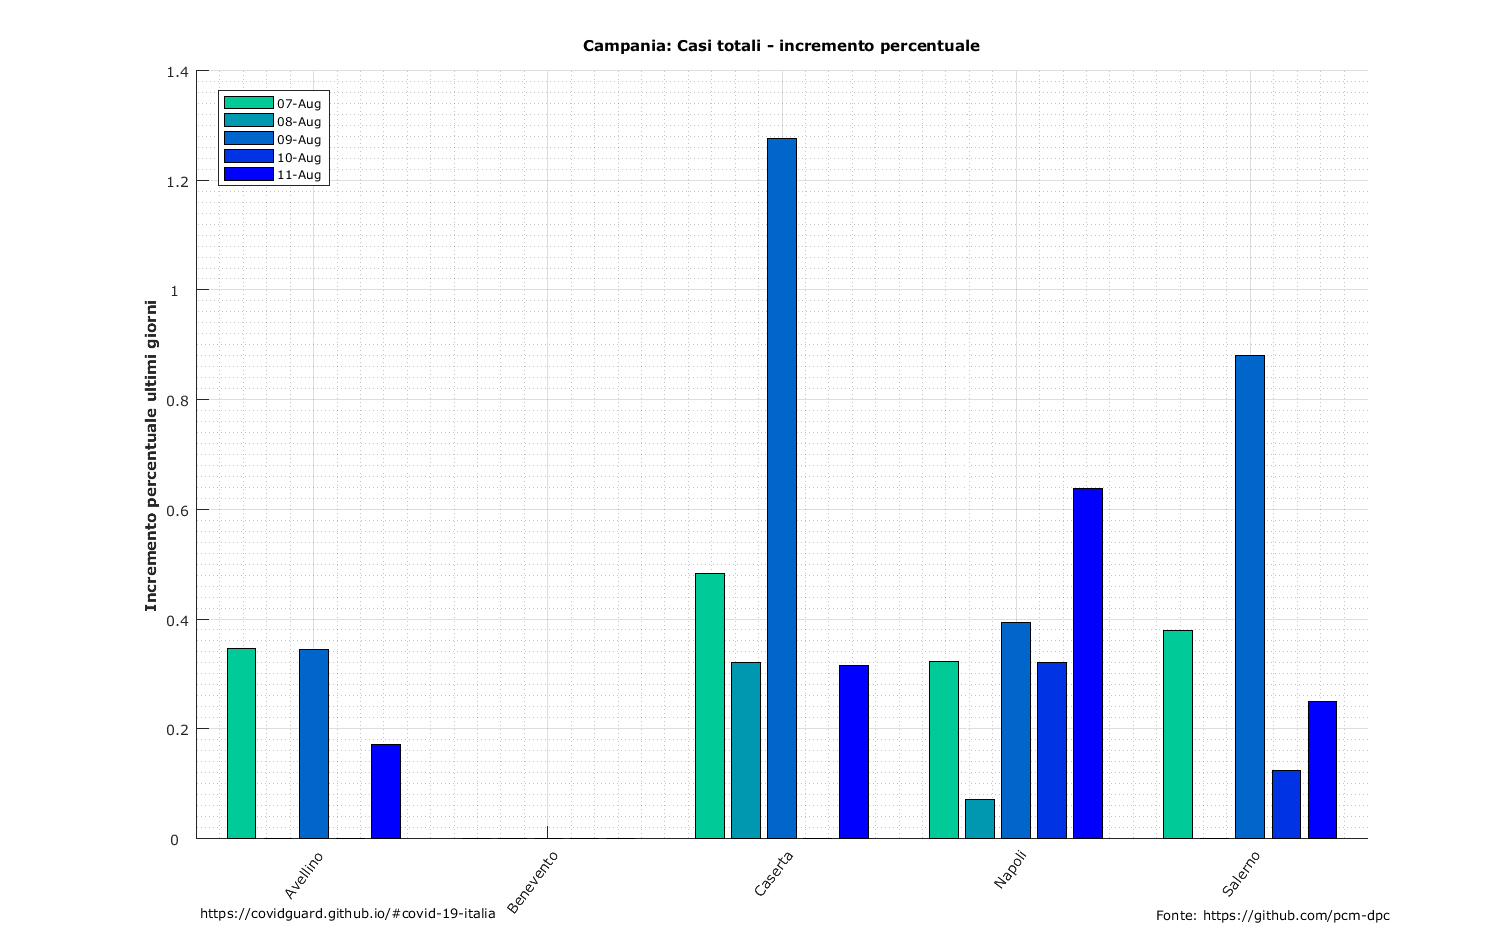 Campania: Casi totali - incremento percentuale
1.4
1.2
1
0.8
0.6
0.4
0.2
0
Incremento percentuale ultimi giorni
07-Aug
08-Aug
09-Aug
10-Aug
11-Aug
Avellino
Benevento
Caserta
Napoli
Salerno
https://covidguard.github.io/#covid-19-italia
Fonte: https://github.com/pcm-dpc